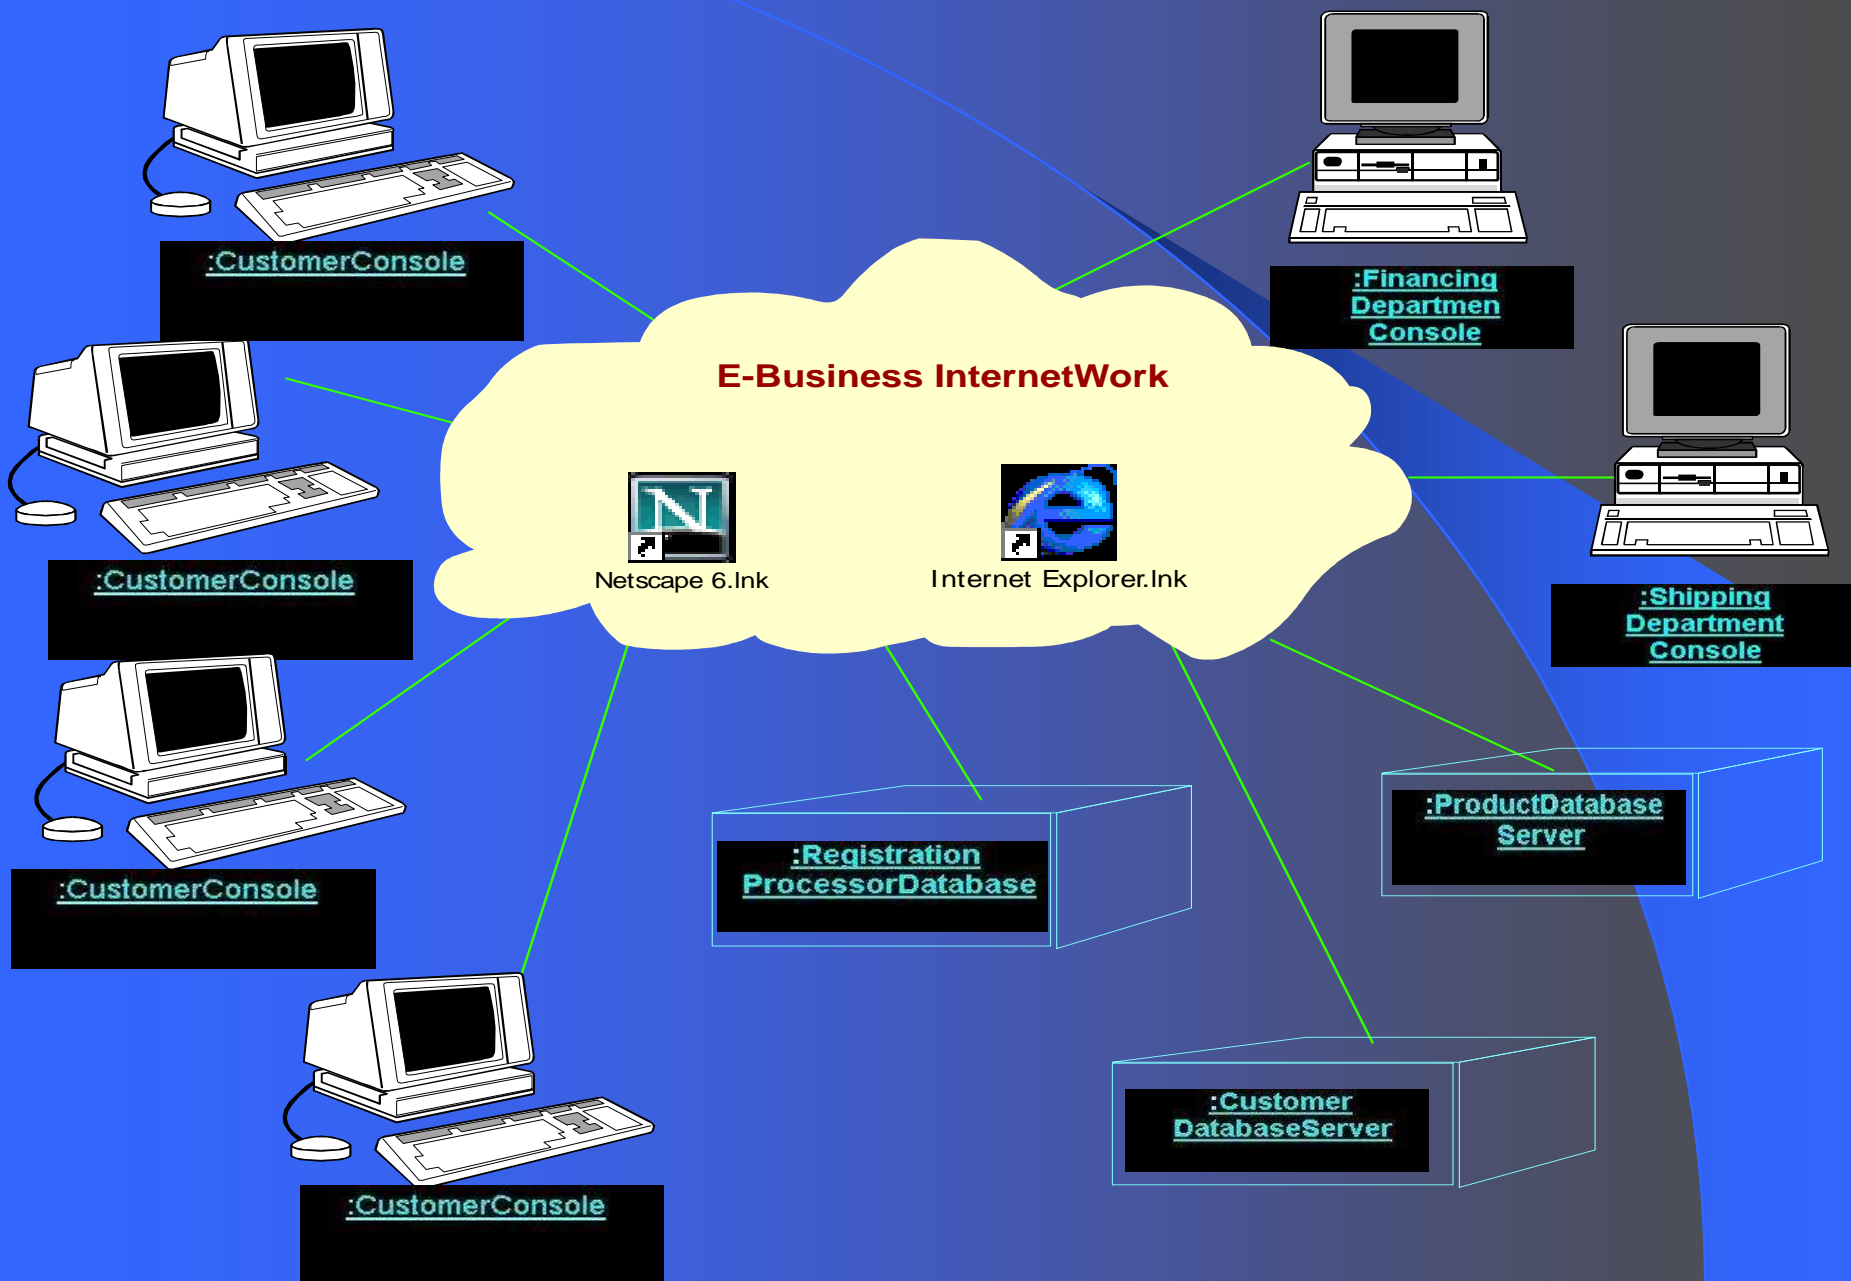 :CustomerConsole
:Financing
Departmen
Console
E-Business InternetWork
:CustomerConsole
Netscape 6.lnk
Internet Explorer.lnk
:Shipping
Department
Console
:CustomerConsole
:Registration
ProcessorDatabase
:ProductDatabase
Server
:Customer
DatabaseServer
:CustomerConsole